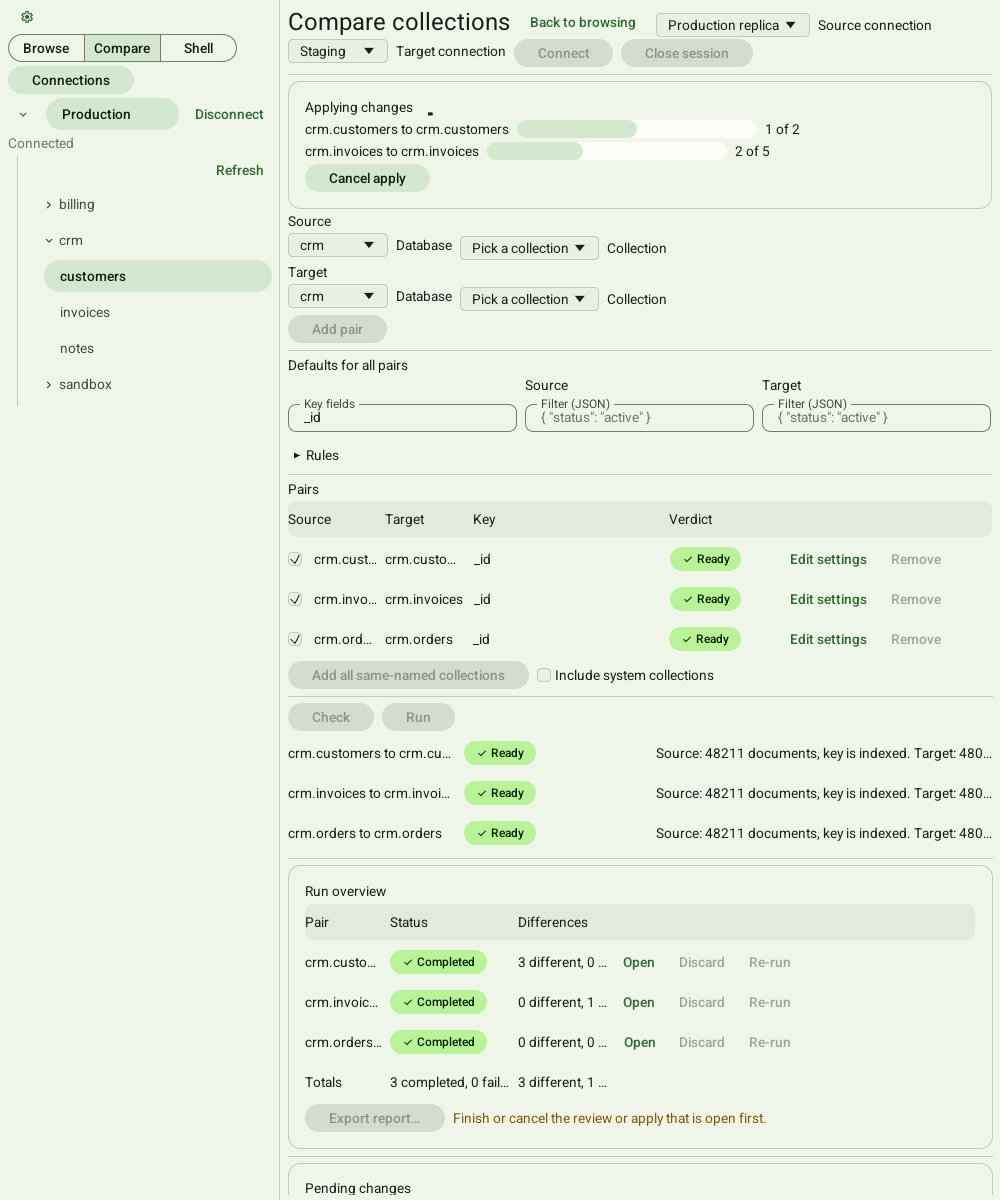 Browse Compare Shell
Connections
Production Disconnect
Connected
Refresh
billing
crm
customers
invoices
notes
sandbox
Compare collections Back to browsing Production replica Source connection
Staging Target connection Connect Close session
Applying changes
crm.customers to crm.customers 1 of 2
crm.invoices to crm.invoices 2 of 5
Cancel apply
Source
crm Database Pick a collection Collection
Target
crm Database Pick a collection Collection
Add pair
Defaults for all pairs
Source Target
Key fields Filter (JSON) Filter (JSON)
_id { "status": "active" } { "status": "active" }
Rules
Pairs
Source Target Key Verdict
crm.cust… crm.custo… _id Ready Edit settings Remove
crm.invo… crm.invoices _id Ready Edit settings Remove
crm.ord… crm.orders _id Ready Edit settings Remove
Add all same-named collections Include system collections
Check Run
crm.customers to crm.cu… Ready Source: 48211 documents, key is indexed. Target: 480…
crm.invoices to crm.invoi… Ready Source: 48211 documents, key is indexed. Target: 480…
crm.orders to crm.orders Ready Source: 48211 documents, key is indexed. Target: 480…
Run overview
Pair Status Differences
crm.custo… Completed 3 different, 0 … Open Discard Re-run
crm.invoic… Completed 0 different, 1 … Open Discard Re-run
crm.orders… Completed 0 different, 0 … Open Discard Re-run
Totals 3 completed, 0 fail… 3 different, 1 …
Export report… Finish or cancel the review or apply that is open first.
Pending changes